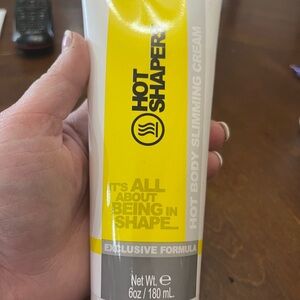 HOT
SHAPERS
HOT BODY SLIMMING CREAM
IT'S ALL
ABOUT
BEING IN
SHAPE
EXCLUSIVE FORMULA
Net Wt. e
6oz / 180 mL.